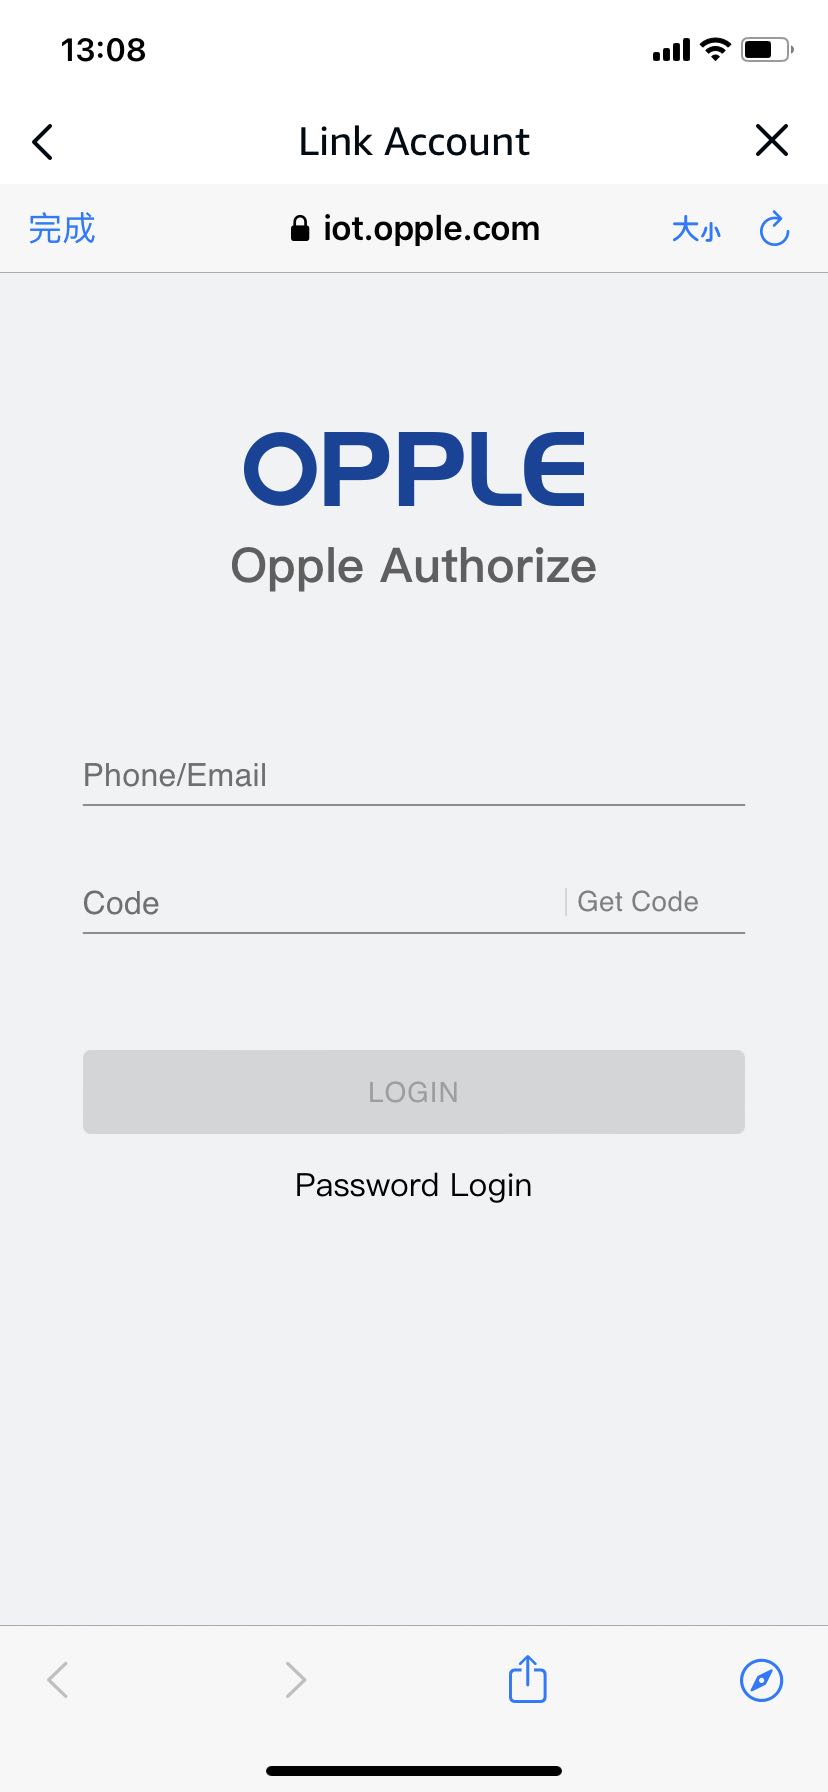 13:08
Link Account
完成
iot.opple.com
大小
OPPLE
Opple Authorize
Phone/Email
Code
Get Code
LOGIN
Password Login